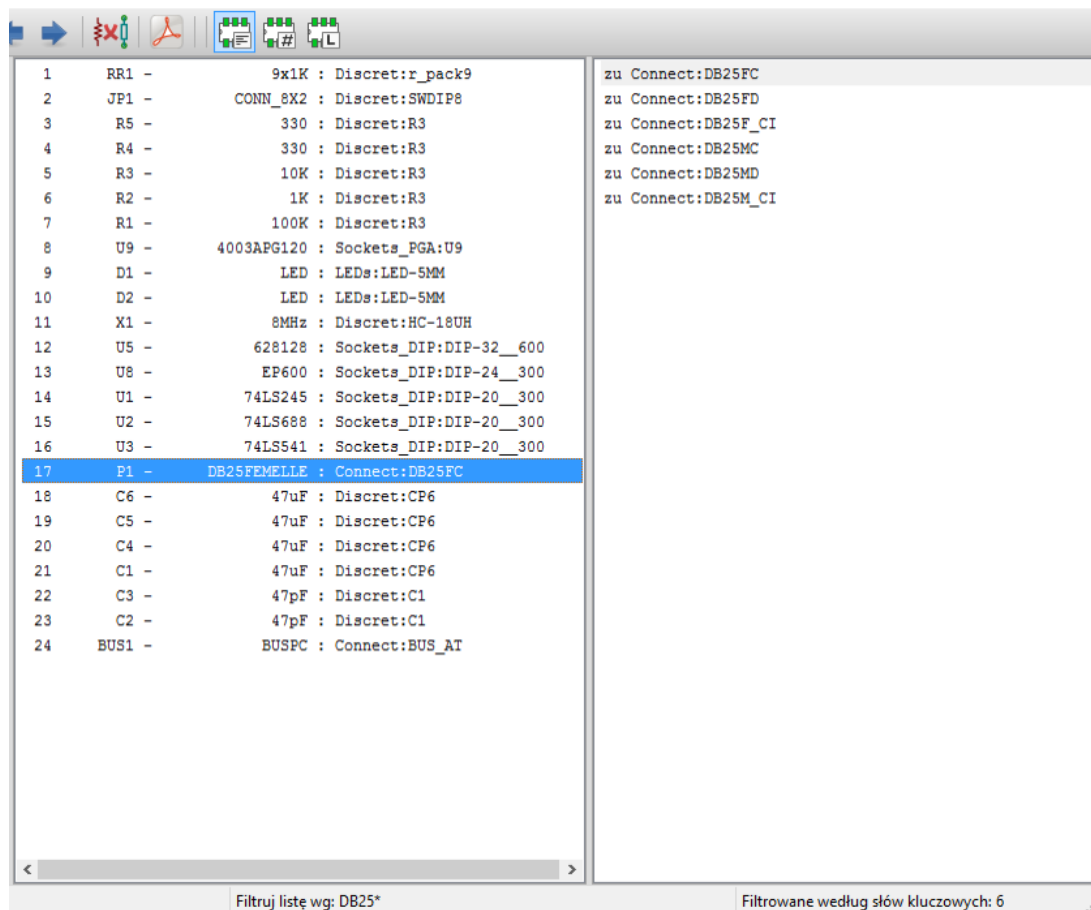 1 RR1 - 9x1K : Discret:r_pack9
2 JP1 - CONN_8X2 : Discret:SWDIP8
3 R5 - 330 : Discret:R3
4 R4 - 330 : Discret:R3
5 R3 - 10K : Discret:R3
6 R2 - 1K : Discret:R3
7 R1 - 100K : Discret:R3
8 U9 - 4003APG120 : Sockets_PGA:U9
9 D1 - LED : LEDs:LED-5MM
10 D2 - LED : LEDs:LED-5MM
11 X1 - 8MHz : Discret:HC-18UH
12 U5 - 628128 : Sockets_DIP:DIP-32__600
13 U8 - EP600 : Sockets_DIP:DIP-24__300
14 U1 - 74LS245 : Sockets_DIP:DIP-20__300
15 U2 - 74LS688 : Sockets_DIP:DIP-20__300
16 U3 - 74LS541 : Sockets_DIP:DIP-20__300
17 P1 - DB25FEMELLE : Connect:DB25FC
18 C6 - 47uF : Discret:CP6
19 C5 - 47uF : Discret:CP6
20 C4 - 47uF : Discret:CP6
21 C1 - 47uF : Discret:CP6
22 C3 - 47pF : Discret:C1
23 C2 - 47pF : Discret:C1
24 BUS1 - BUSPC : Connect:BUS_AT
zu Connect:DB25FC
zu Connect:DB25FD
zu Connect:DB25F_CI
zu Connect:DB25MC
zu Connect:DB25MD
zu Connect:DB25M_CI
Filtruj listę wg: DB25*
Filtrowane według słów kluczowych: 6